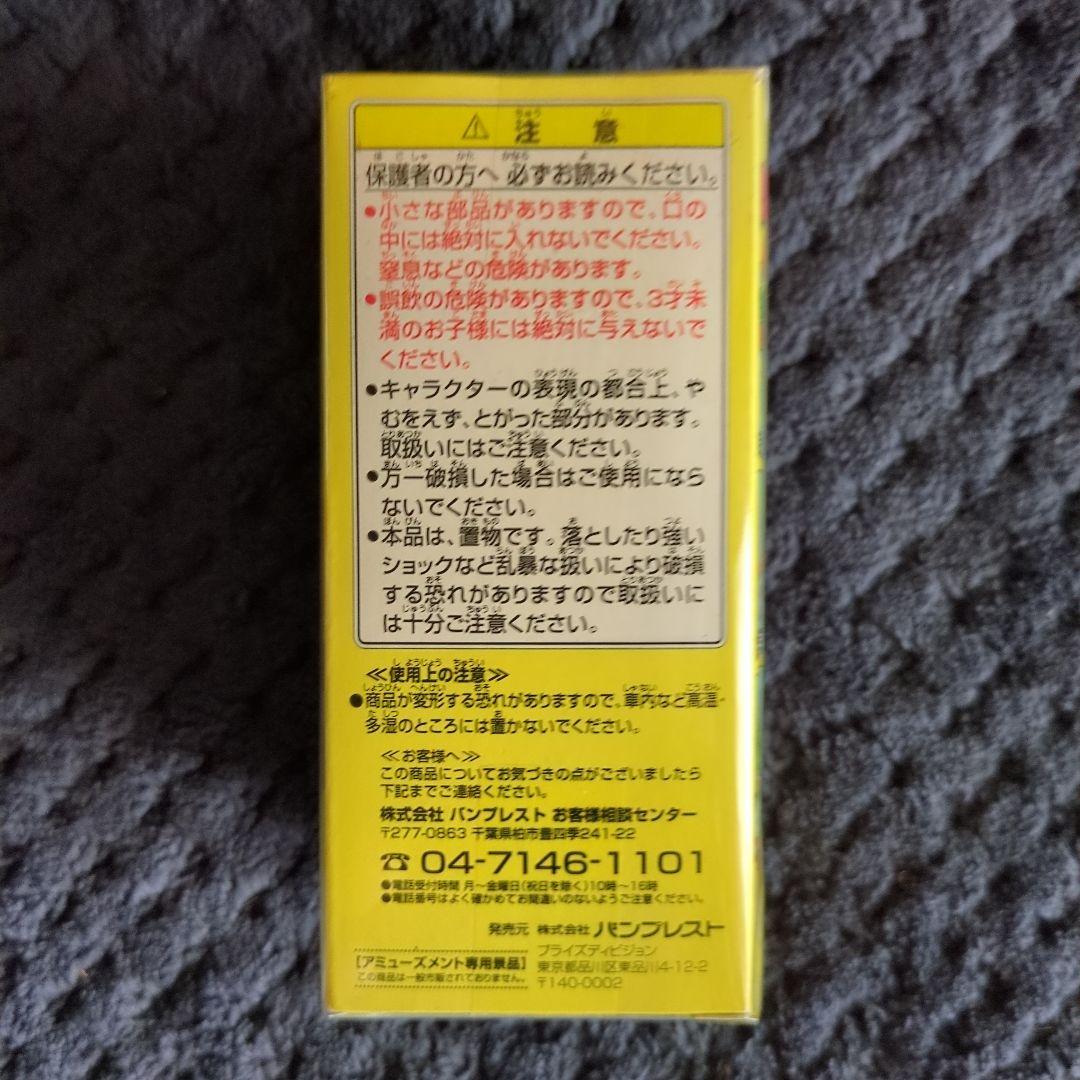 ⚠ 注意
保護者の方へ 必ずお読みください。
●小さな部品がありますので、口の
中には絶対に入れないでください。
窒息などの危険があります。
●誤飲の危険がありますので、3才未
満のお子様には絶対に与えないで
ください。
●キャラクターの表現の都合上、や
むをえず、とがった部分があります。
取扱いにはご注意ください。
●万一破損した場合はご使用になら
ないでください。
●本品は、置物です。落としたり強い
ショックなど乱暴な扱いにより破損
する恐れがありますので取扱いに
は十分ご注意ください。
≪使用上の注意≫
●商品が変形する恐れがありますので、車内など高温・
多湿のところには置かないでください。
≪お客様へ≫
この商品についてお気づきの点がございましたら
下記までご連絡ください。
株式会社 バンプレスト お客様相談センター
〒277-0863 千葉県柏市豊四季241-22
☎ 04-7146-1101
●電話受付時間 月〜金曜日(祝日を除く)10時〜16時
●電話番号はよく確かめてお間違いのないようご注意ください。
発売元 株式会社 バンプレスト
プライズディビジョン
東京都品川区東品川4-12-2
〒140-0002
【アミューズメント専用景品】
この商品は一般市販されておりません。